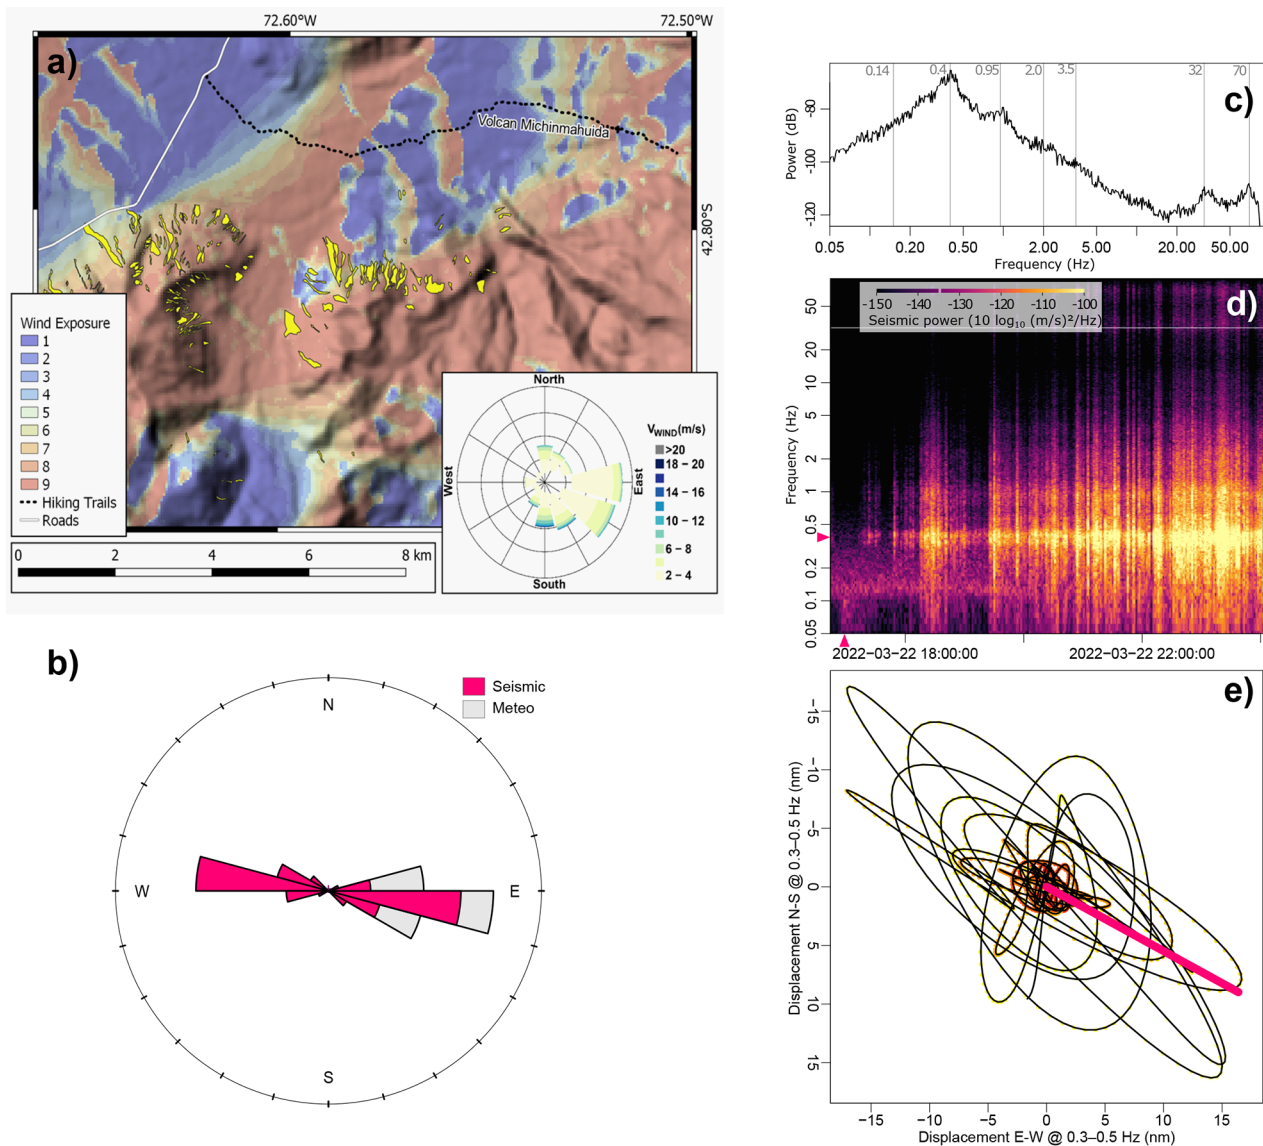 72.60°W
72.50°W
a)
Volcan Michinmahuida
42.80°S
Wind Exposure
1
2
3
4
5
6
7
8
9
Hiking Trails
Roads
0 2 4 6 8 km
North
West
East
South
VWIND(m/s)
>20
18 – 20
14 – 16
10 – 12
6 – 8
2 – 4
b)
Seismic
Meteo
N
W
E
S
c)
0.14 0.4 0.95 2.0 3.5 32 70
Power (dB)
-80
-100
-120
0.05 0.20 0.50 2.00 5.00 20.00 50.00
Frequency (Hz)
d)
-150 -140 -130 -120 -110 -100
Seismic power (10 log10 (m/s)²/Hz)
Frequency (Hz)
20
10
5
2
1
0.5
0.2
0.1
0.05
2022−03−22 18:00:00
2022−03−22 22:00:00
e)
Displacement N-S @ 0.3–0.5 Hz (nm)
−15
−10
−5
0
5
10
15
−15 −10 −5 0 5 10 15
Displacement E-W @ 0.3–0.5 Hz (nm)